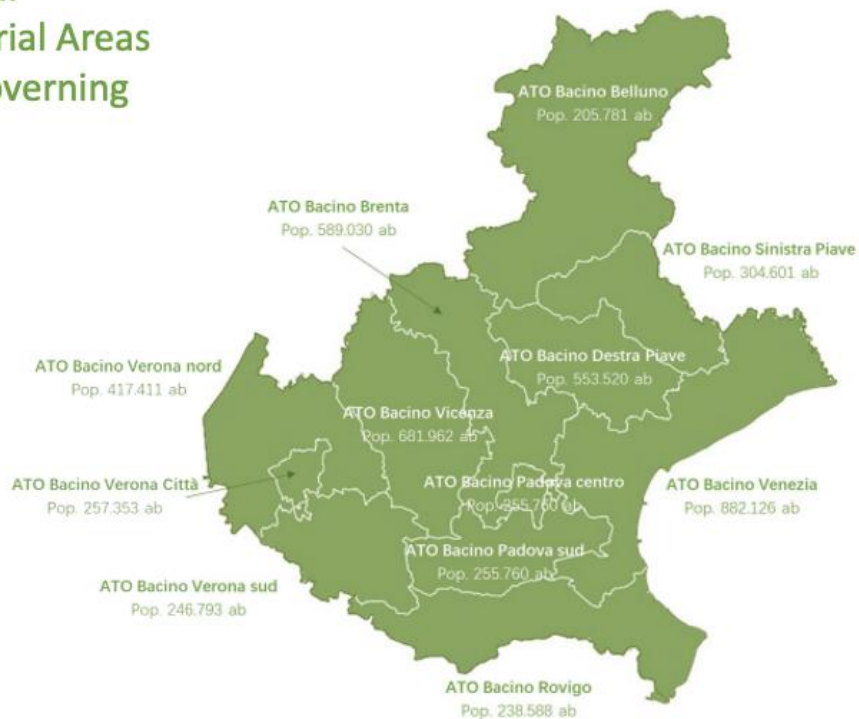 rial Areas
overning
ATO Bacino Belluno
Pop. 205.781 ab
ATO Bacino Brenta
Pop. 589.030 ab
ATO Bacino Sinistra Piave
Pop. 304.601 ab
ATO Bacino Destra Piave
Pop. 553.520 ab
ATO Bacino Verona nord
Pop. 417.411 ab
ATO Bacino Vicenza
Pop. 681.962 ab
ATO Bacino Verona Città
Pop. 257.353 ab
ATO Bacino Padova centro
Pop. 255.760 ab
ATO Bacino Venezia
Pop. 882.126 ab
ATO Bacino Padova sud
Pop. 255.760 ab
ATO Bacino Verona sud
Pop. 246.793 ab
ATO Bacino Rovigo
Pop. 238.588 ab